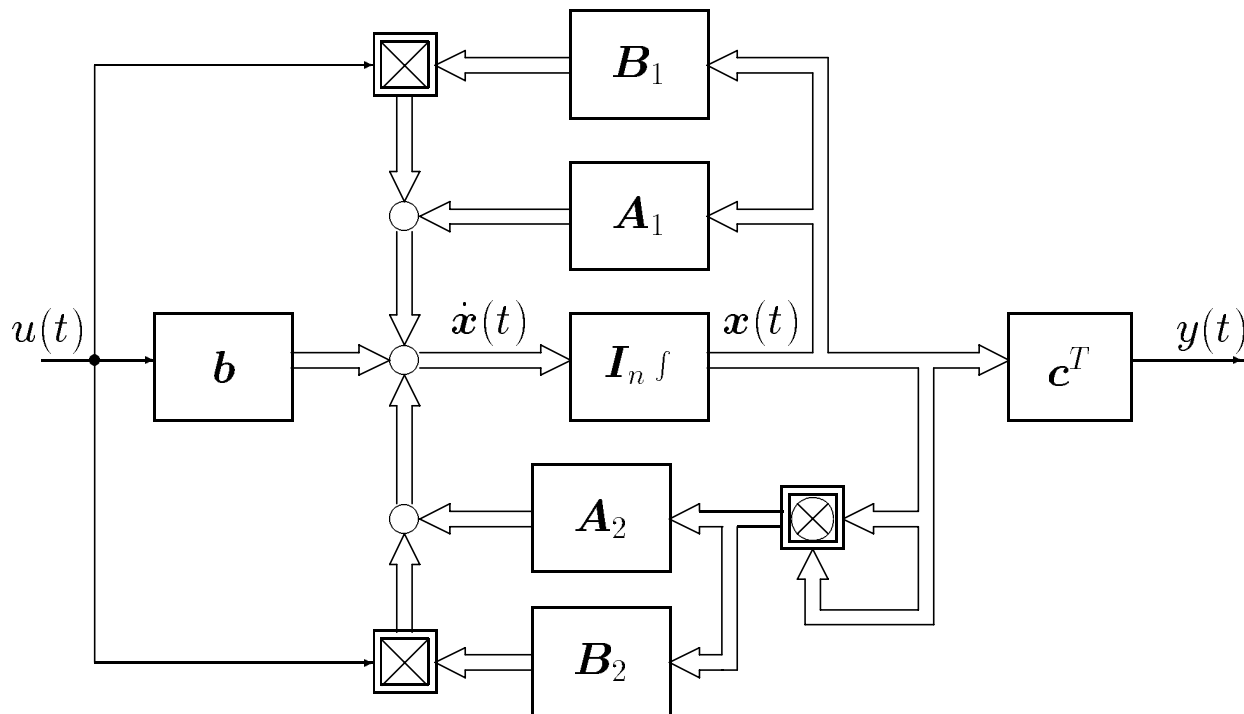 B₁
A₁
u(t)
b
ẋ(t)
Iₙ ∫
x(t)
cᵀ
y(t)
A₂
B₂